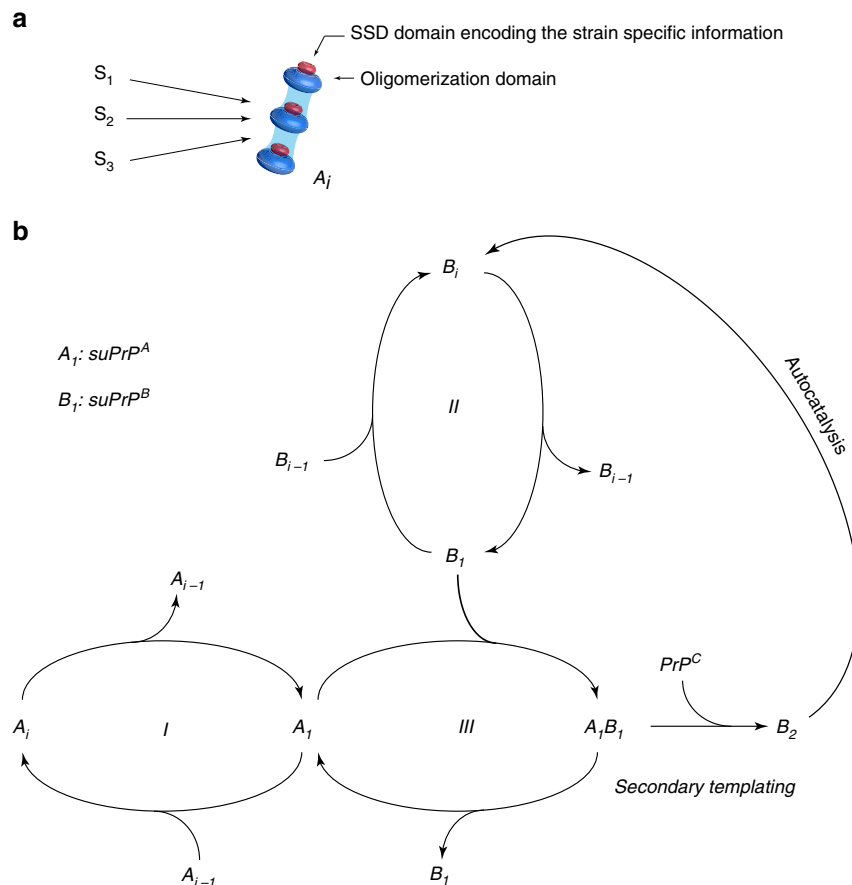 a
SSD domain encoding the strain specific information
Oligomerization domain
S₁
S₂
S₃
Aᵢ
b
Bᵢ
A₁: suPrPᴬ
B₁: suPrPᴮ
II
Autocatalysis
Bᵢ₋₁
Bᵢ₋₁
B₁
Aᵢ₋₁
PrPᶜ
Aᵢ
I
A₁
III
A₁B₁
B₂
Secondary templating
Aᵢ₋₁
B₁